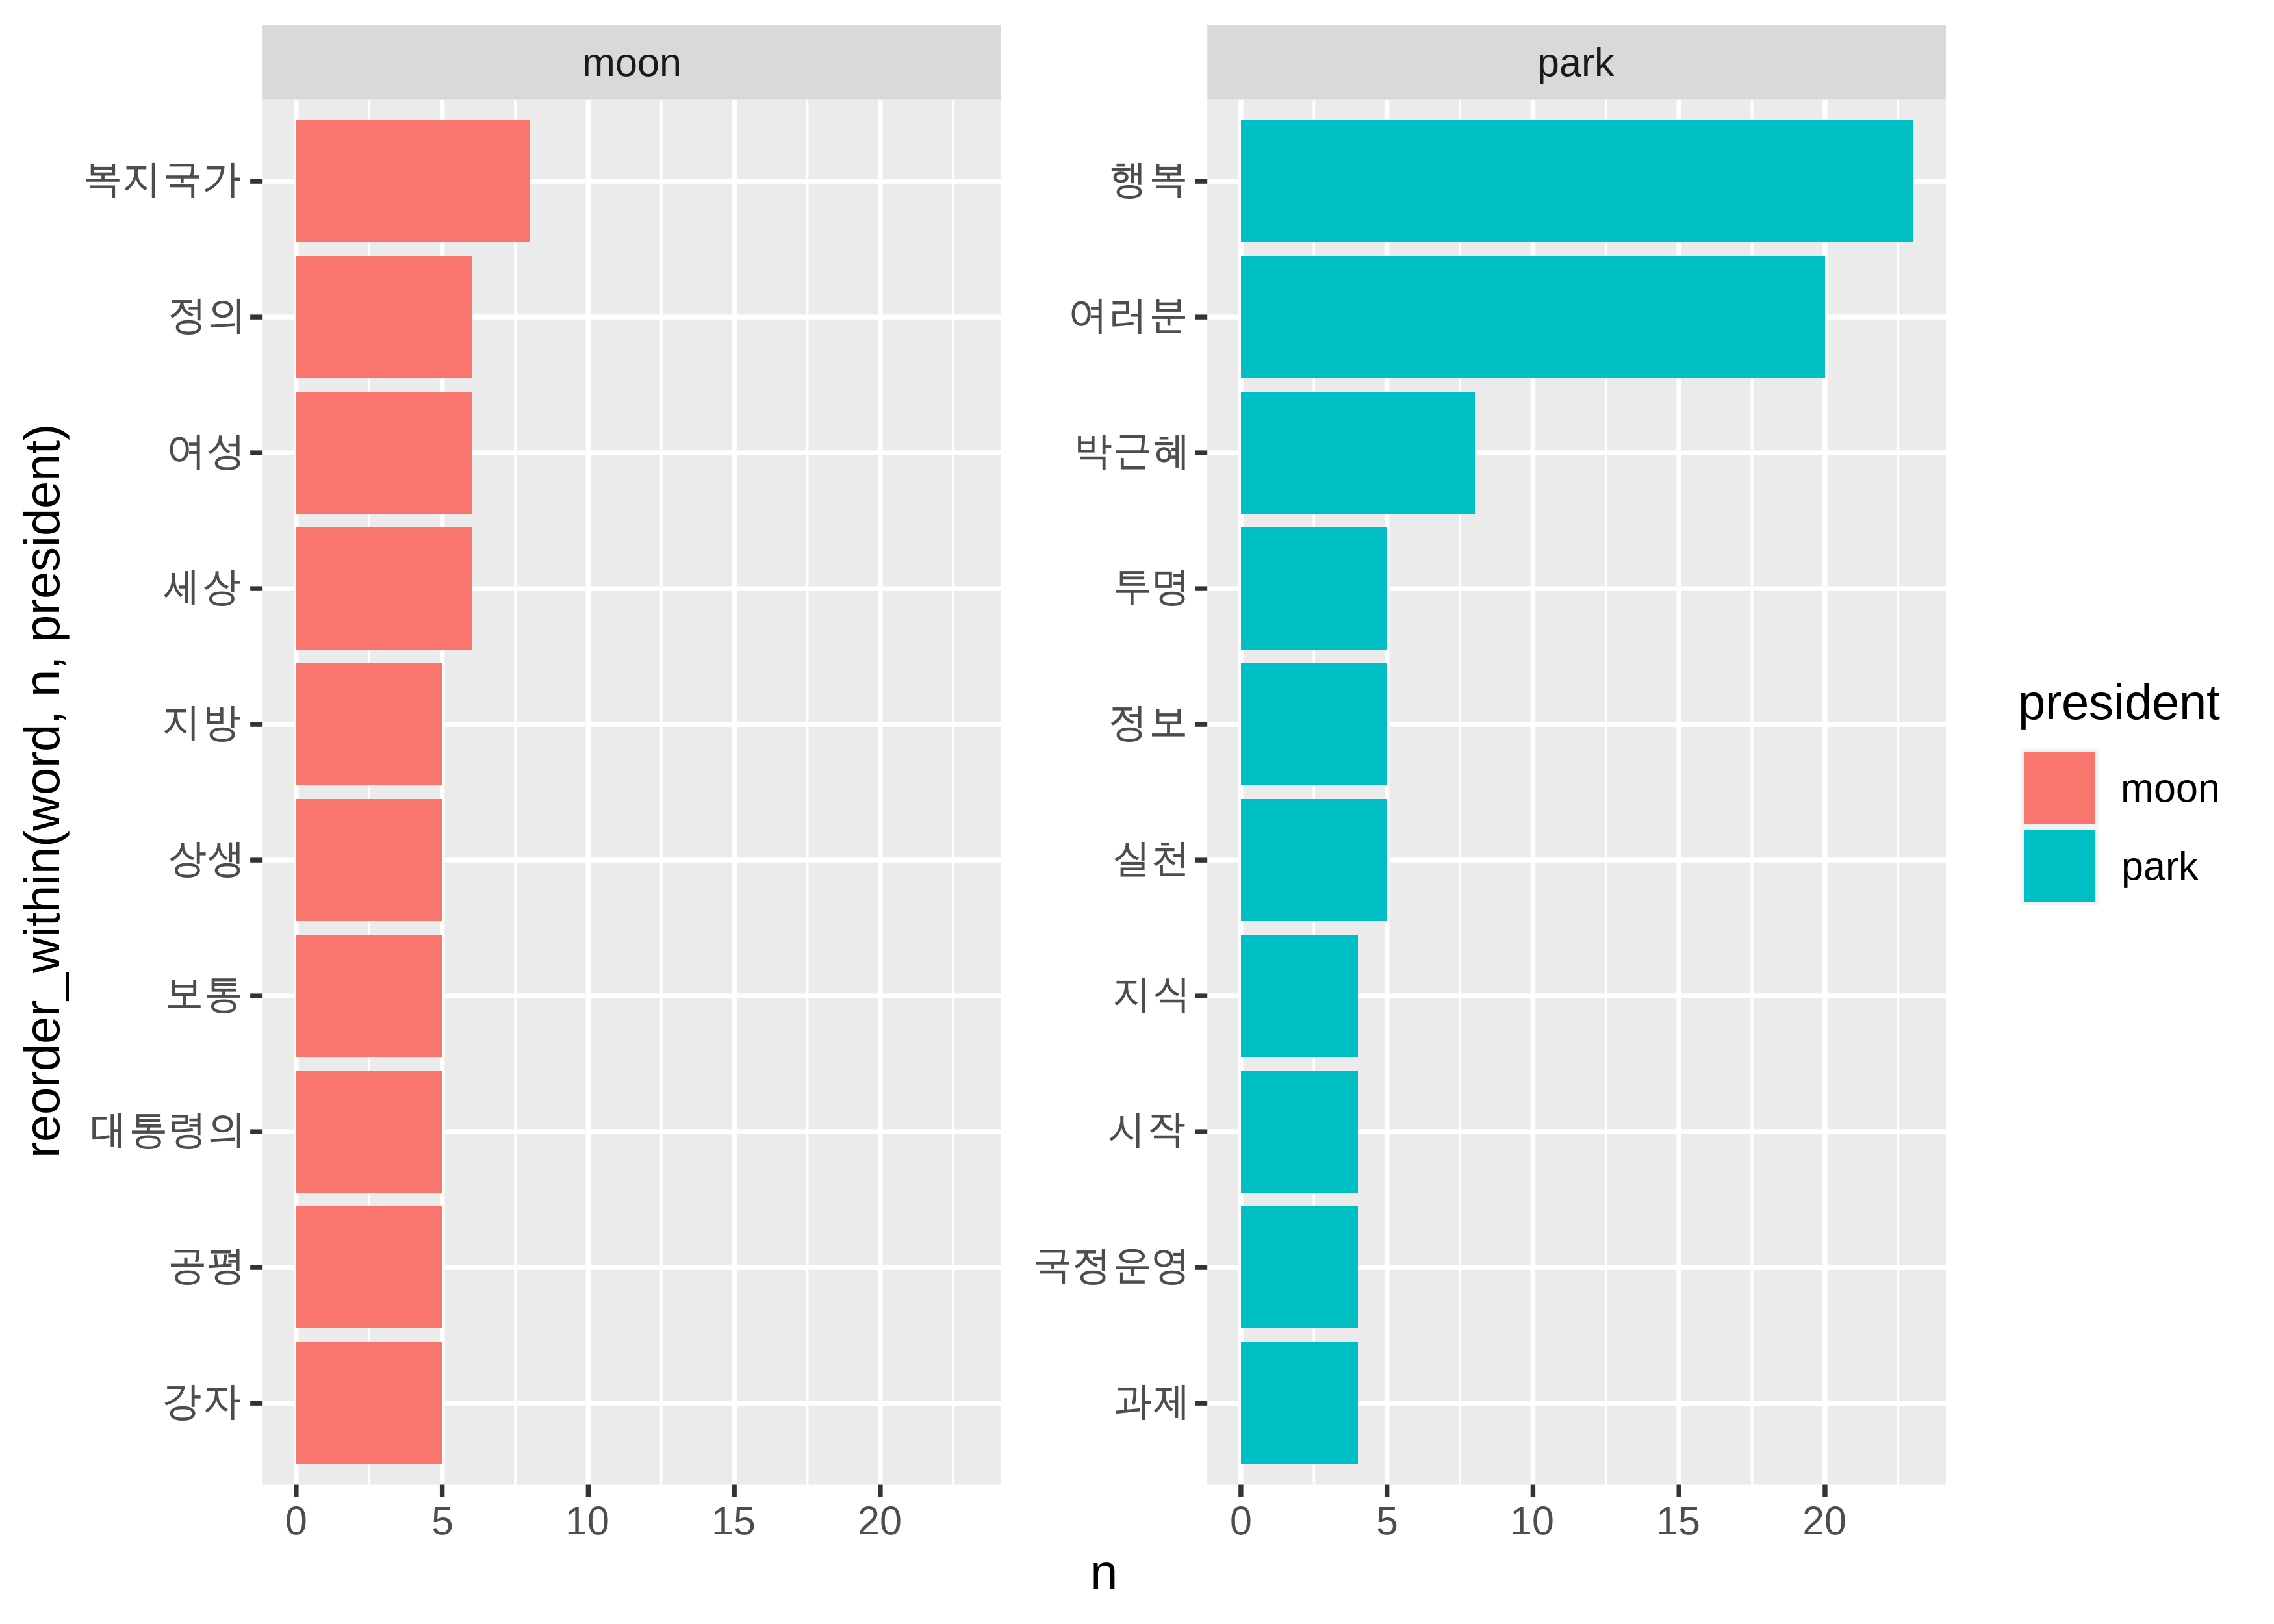 moon
park
reorder_within(word, n, president)
복지국가
정의
여성
세상
지방
상생
보통
대통령의
공평
강자
0 5 10 15 20
행복
여러분
박근혜
투명
정보
실천
지식
시작
국정운영
과제
0 5 10 15 20
n
president
moon
park